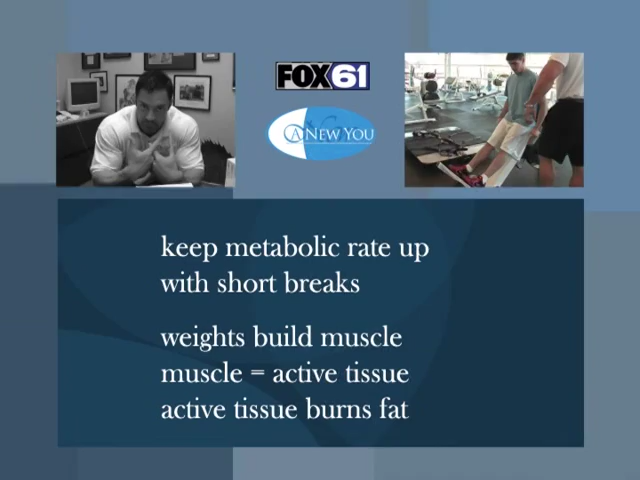 FOX61
A NEW YOU
keep metabolic rate up
with short breaks
weights build muscle
muscle = active tissue
active tissue burns fat